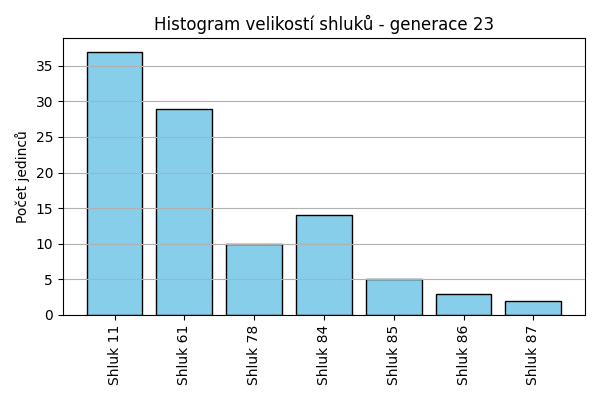 Histogram velikostí shluků - generace 23
Počet jedinců
35
30
25
20
15
10
5
0
Shluk 11
Shluk 61
Shluk 78
Shluk 84
Shluk 85
Shluk 86
Shluk 87